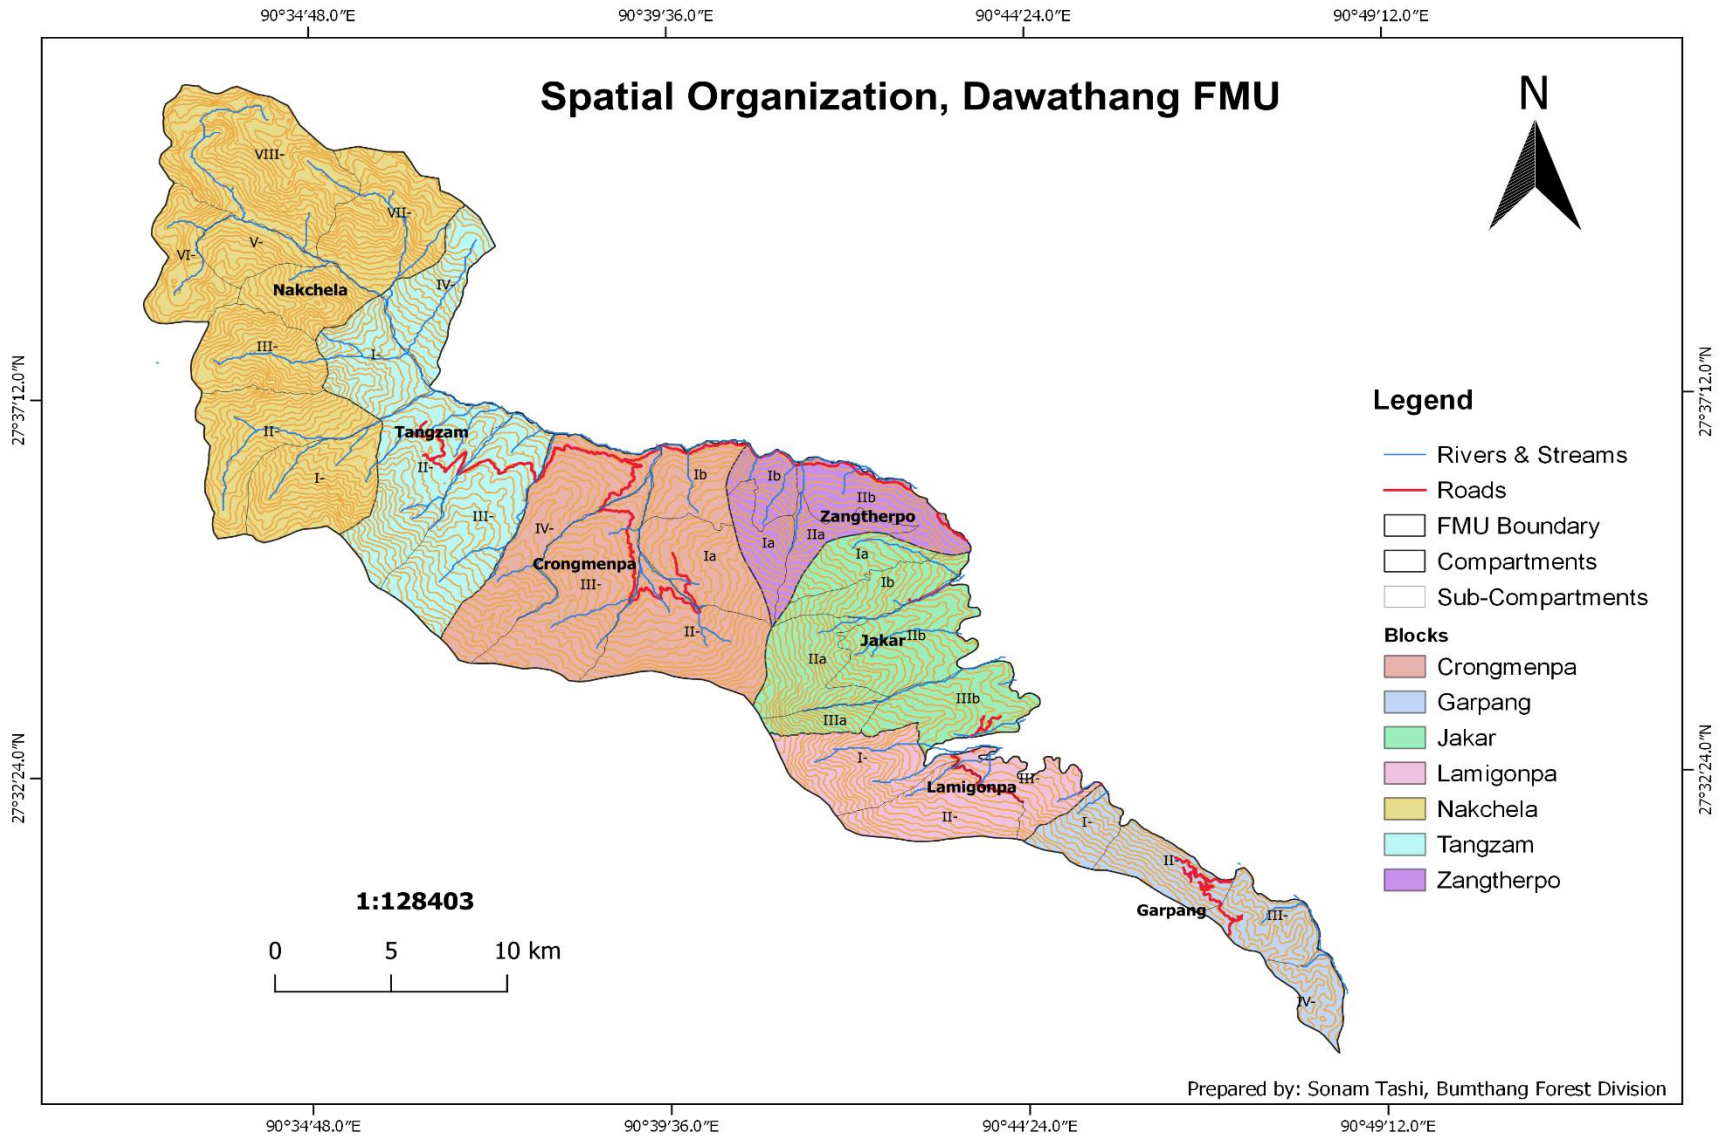 90°34′48.0″E 90°39′36.0″E 90°44′24.0″E 90°49′12.0″E
Spatial Organization, Dawathang FMU
N
VIII-
VII-
V-
VI-
IV-
Nakchela
III-
I-
27°37′12.0″N
27°37′12.0″N
II-
Tangzam
II-
I-
III-
IV-
Crongmenpa
III-
Ib
Ia
II-
Ib
Ia
IIb
Zangtherpo
IIa
Ia
Ib
Jakar
IIb
IIa
IIIb
IIIa
I-
III-
Lamigonpa
II-
27°32′24.0″N
27°32′24.0″N
I-
II-
Garpang
III-
IV-
Legend
Rivers & Streams
Roads
FMU Boundary
Compartments
Sub-Compartments
Blocks
Crongmenpa
Garpang
Jakar
Lamigonpa
Nakchela
Tangzam
Zangtherpo
1:128403
0 5 10 km
Prepared by: Sonam Tashi, Bumthang Forest Division
90°34′48.0″E 90°39′36.0″E 90°44′24.0″E 90°49′12.0″E